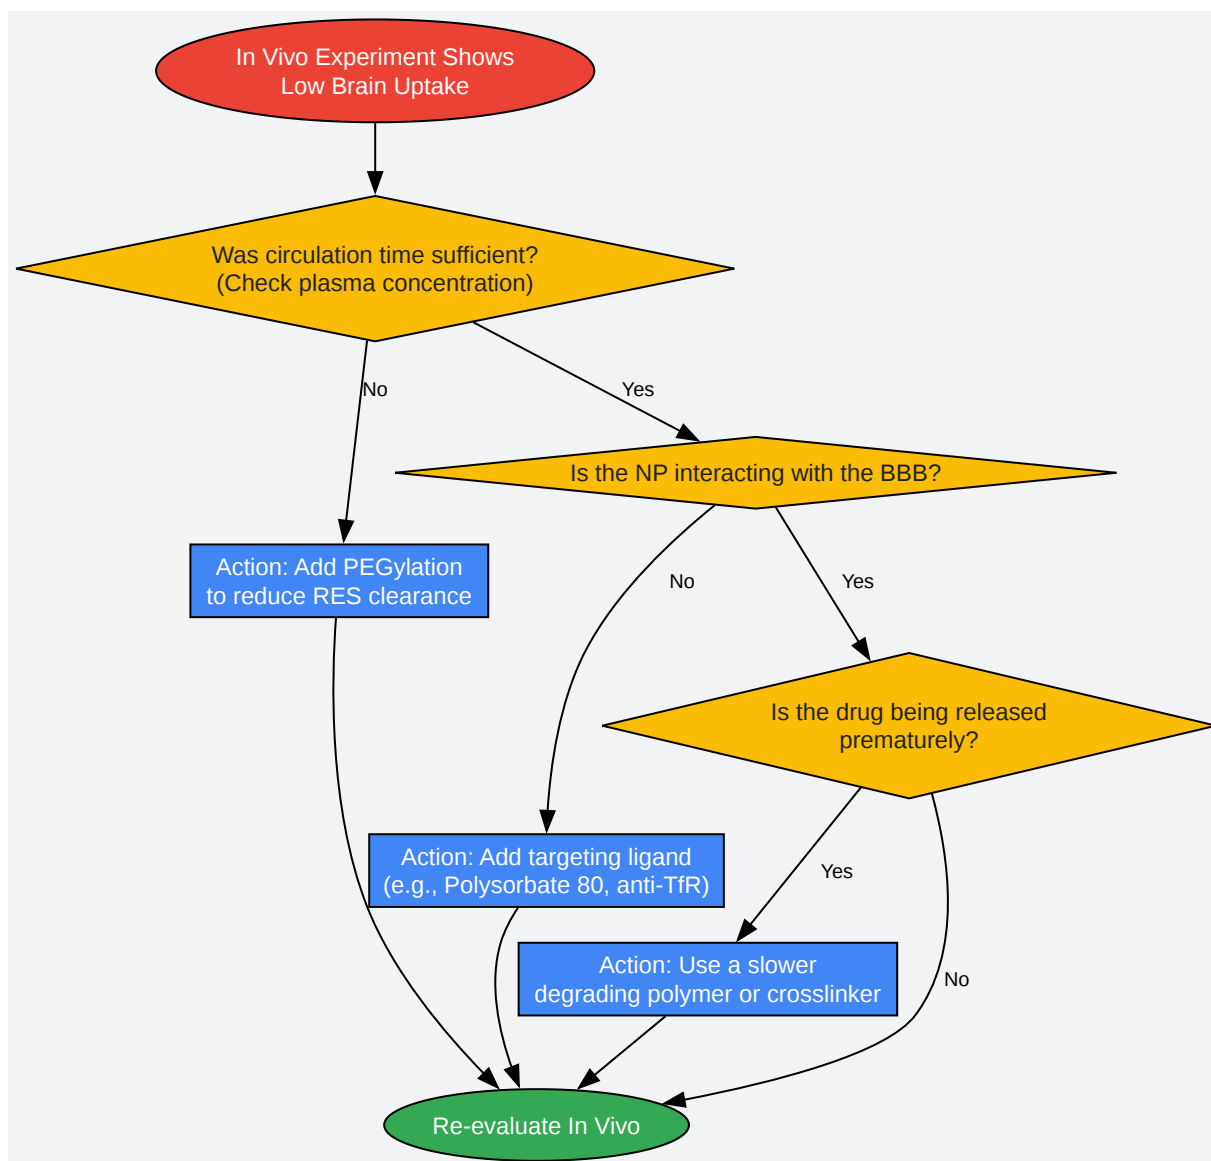 In Vivo Experiment Shows
Low Brain Uptake
Was circulation time sufficient?
(Check plasma concentration)
No
Yes
Is the NP interacting with the BBB?
Action: Add PEGylation
to reduce RES clearance
No
Yes
Is the drug being released
prematurely?
Action: Add targeting ligand
(e.g., Polysorbate 80, anti-TfR)
Yes
Action: Use a slower
degrading polymer or crosslinker
No
Re-evaluate In Vivo